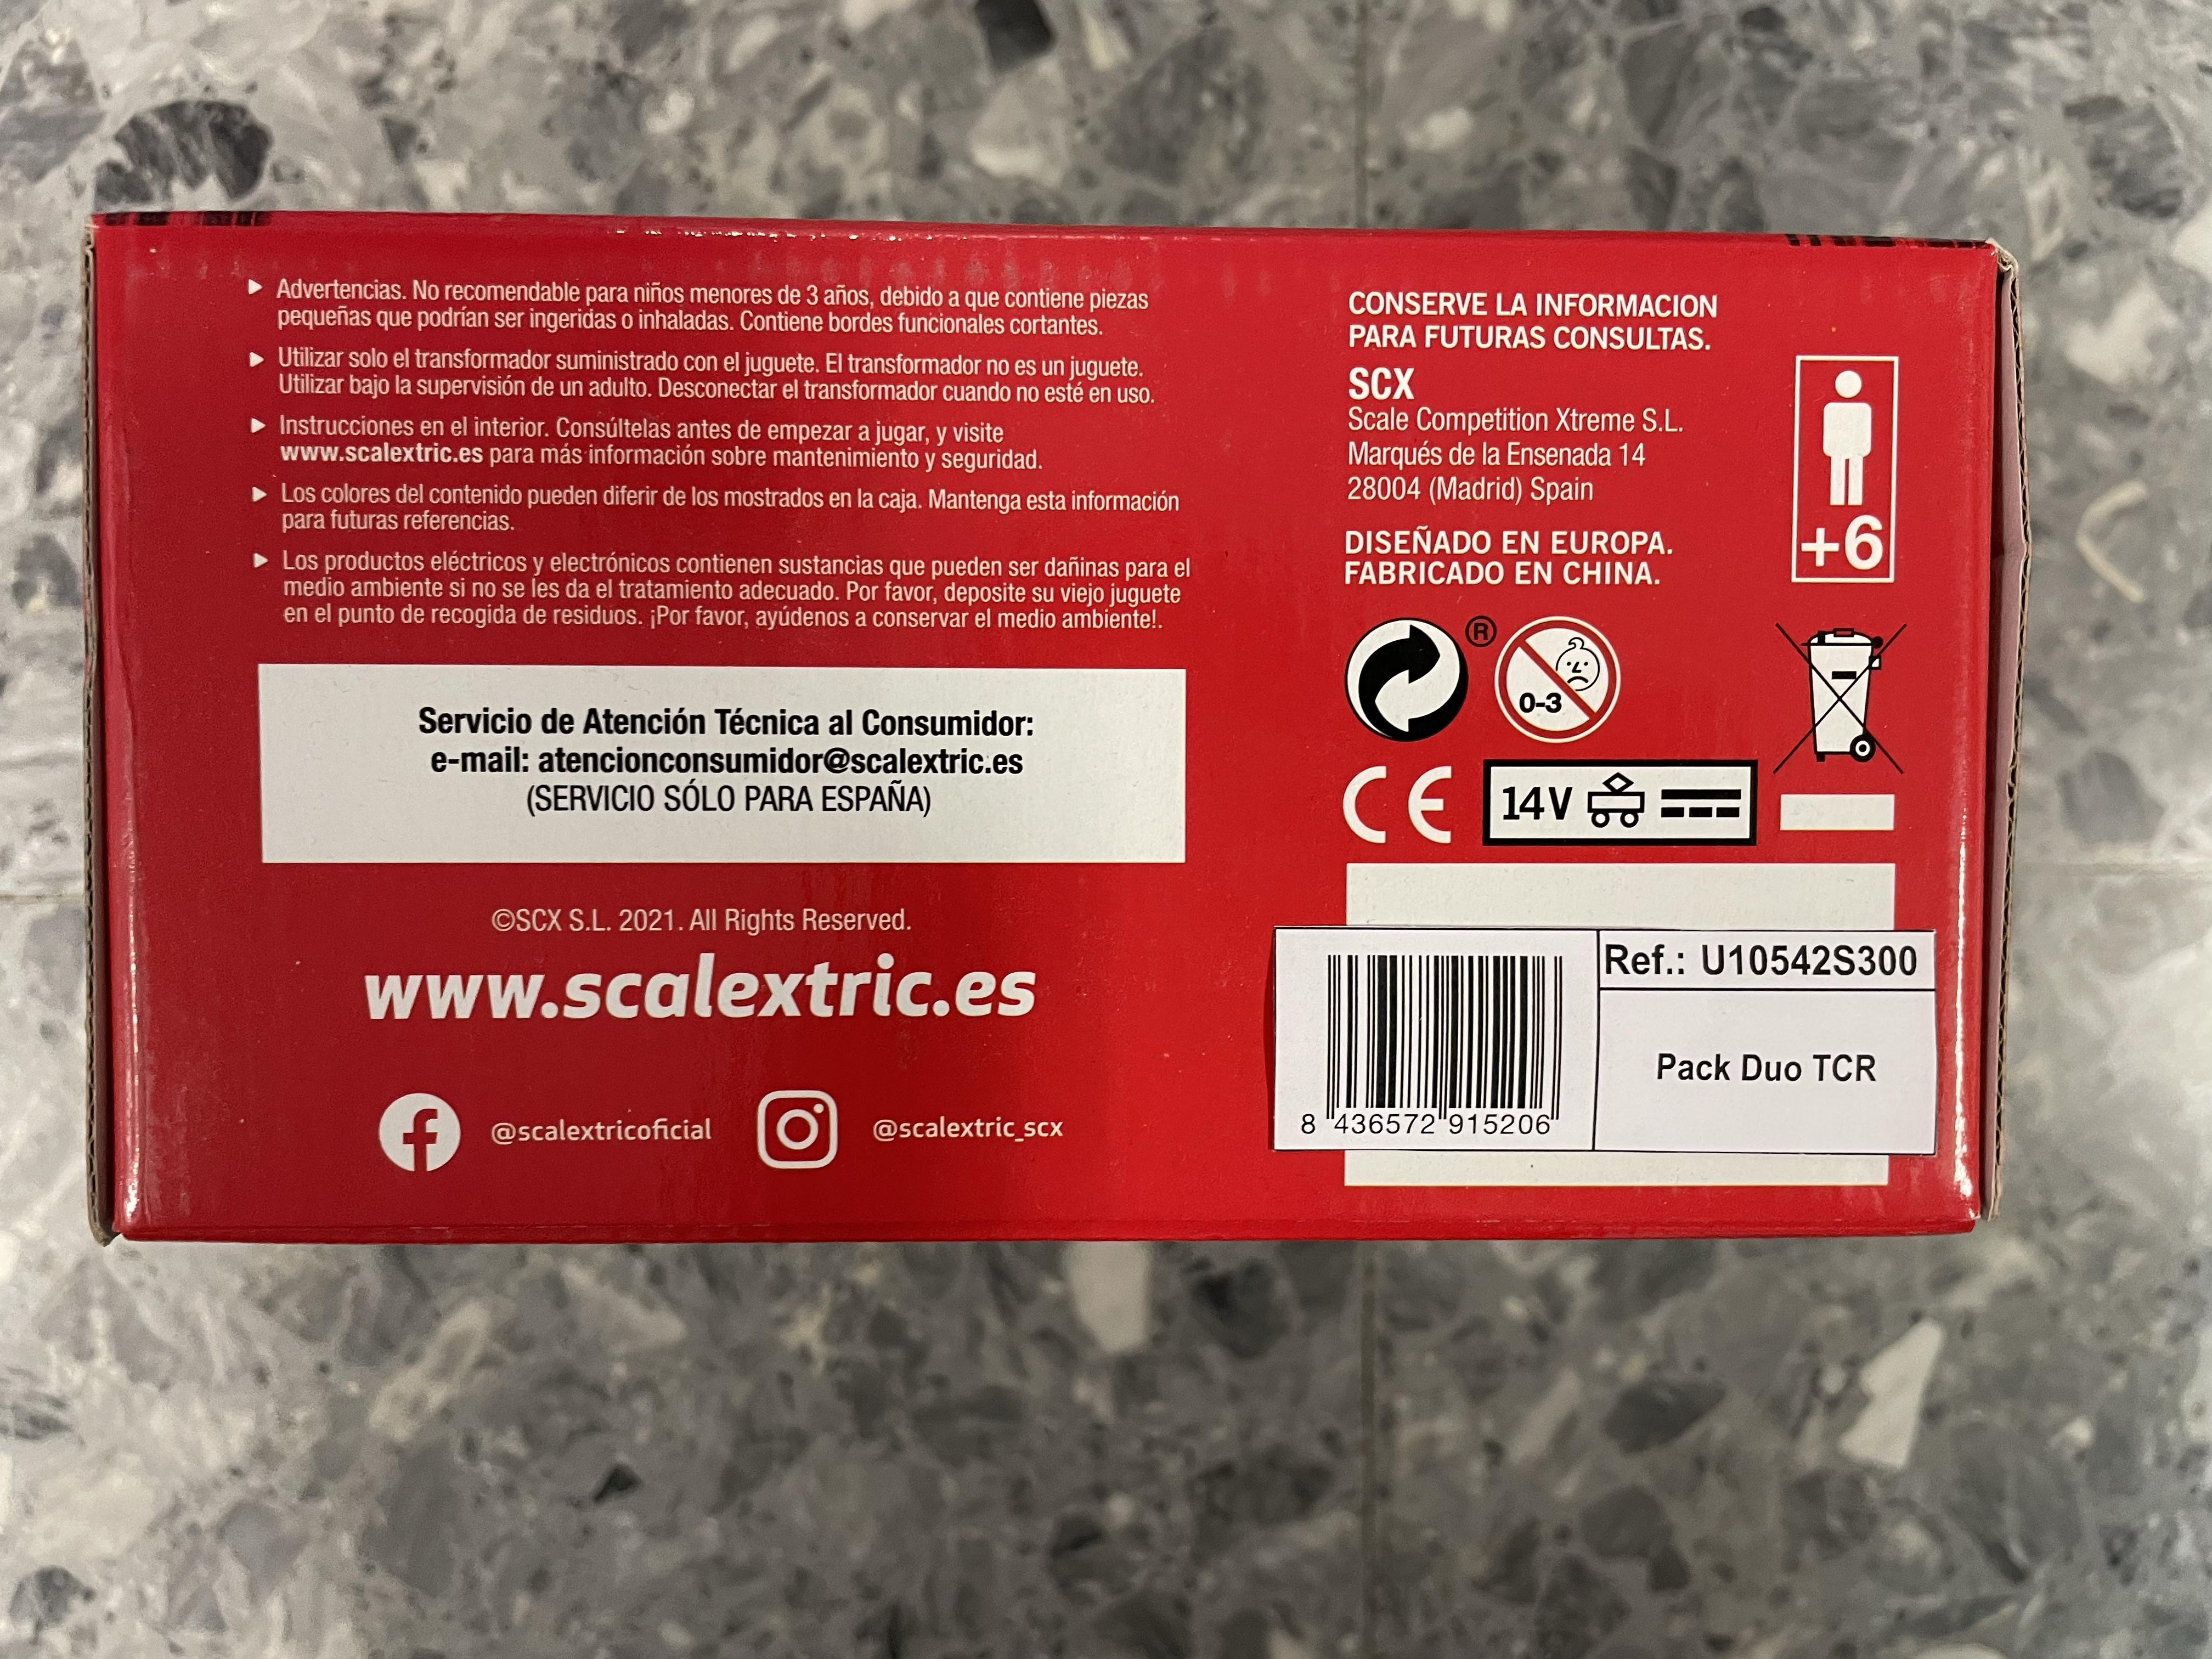 Advertencias. No recomendable para niños menores de 3 años, debido a que contiene piezas
pequeñas que podrían ser ingeridas o inhaladas. Contiene bordes funcionales cortantes.
Utilizar solo el transformador suministrado con el juguete. El transformador no es un juguete.
Utilizar bajo la supervisión de un adulto. Desconectar el transformador cuando no esté en uso.
Instrucciones en el interior. Consúltelas antes de empezar a jugar, y visite
www.scalextric.es para más información sobre mantenimiento y seguridad.
Los colores del contenido pueden diferir de los mostrados en la caja. Mantenga esta información
para futuras referencias.
Los productos eléctricos y electrónicos contienen sustancias que pueden ser dañinas para el
medio ambiente si no se les da el tratamiento adecuado. Por favor, deposite su viejo juguete
en el punto de recogida de residuos. ¡Por favor, ayúdenos a conservar el medio ambiente!.
Servicio de Atención Técnica al Consumidor:
e-mail: atencionconsumidor@scalextric.es
(SERVICIO SÓLO PARA ESPAÑA)
©SCX S.L. 2021. All Rights Reserved.
www.scalextric.es
@scalextricoficial
@scalextric_scx
CONSERVE LA INFORMACION
PARA FUTURAS CONSULTAS.
SCX
Scale Competition Xtreme S.L.
Marqués de la Ensenada 14
28004 (Madrid) Spain
DISEÑADO EN EUROPA.
FABRICADO EN CHINA.
+6
®
0-3
CE
14V
Ref.: U10542S300
Pack Duo TCR
8 436572 915206